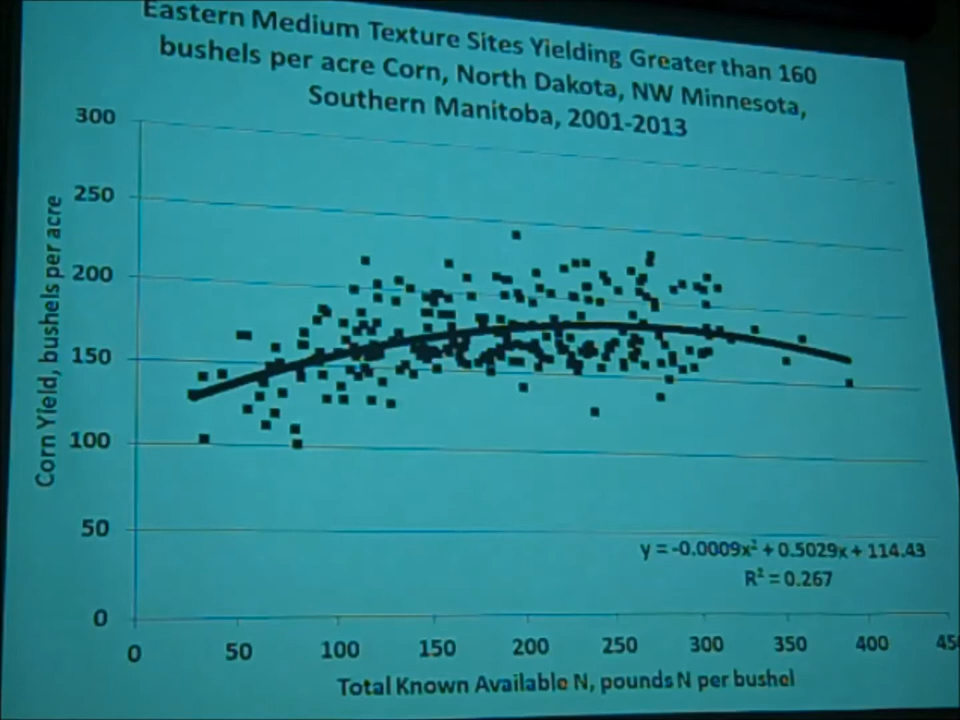 Eastern Medium Texture Sites Yielding Greater than 160
bushels per acre Corn, North Dakota, NW Minnesota,
Southern Manitoba, 2001-2013
300
250
200
150
100
50
0
Corn Yield, bushels per acre
y = -0.0009x² + 0.5029x + 114.43
R² = 0.267
0 50 100 150 200 250 300 350 400 45
Total Known Available N, pounds N per bushel